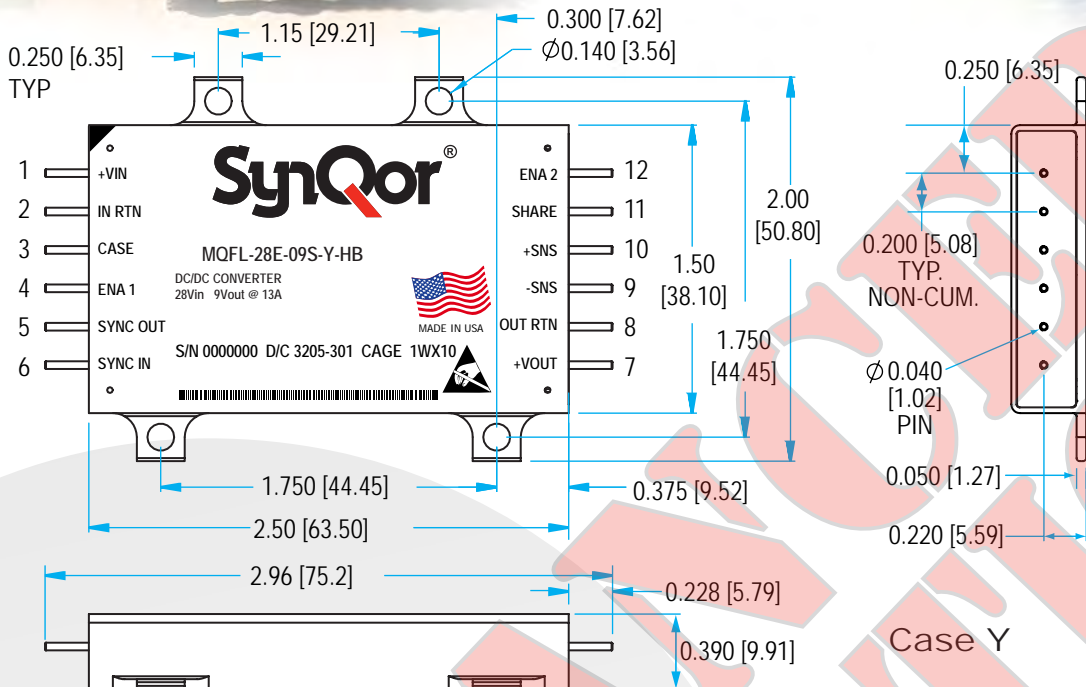 1.15 [29.21]
0.300 [7.62]
Ø0.140 [3.56]
0.250 [6.35]
TYP
0.250 [6.35]
SynQor®
1 +VIN
2 IN RTN
3 CASE
4 ENA 1
5 SYNC OUT
6 SYNC IN
ENA 2 12
SHARE 11
+SNS 10
-SNS 9
OUT RTN 8
+VOUT 7
MQFL-28E-09S-Y-HB
DC/DC CONVERTER
28Vin 9Vout @ 13A
MADE IN USA
S/N 0000000 D/C 3205-301 CAGE 1WX10
2.00
[50.80]
1.50
[38.10]
1.750
[44.45]
0.200 [5.08]
TYP.
NON-CUM.
Ø0.040
[1.02]
PIN
0.050 [1.27]
0.220 [5.59]
1.750 [44.45]
0.375 [9.52]
2.50 [63.50]
2.96 [75.2]
0.228 [5.79]
0.390 [9.91]
Case Y